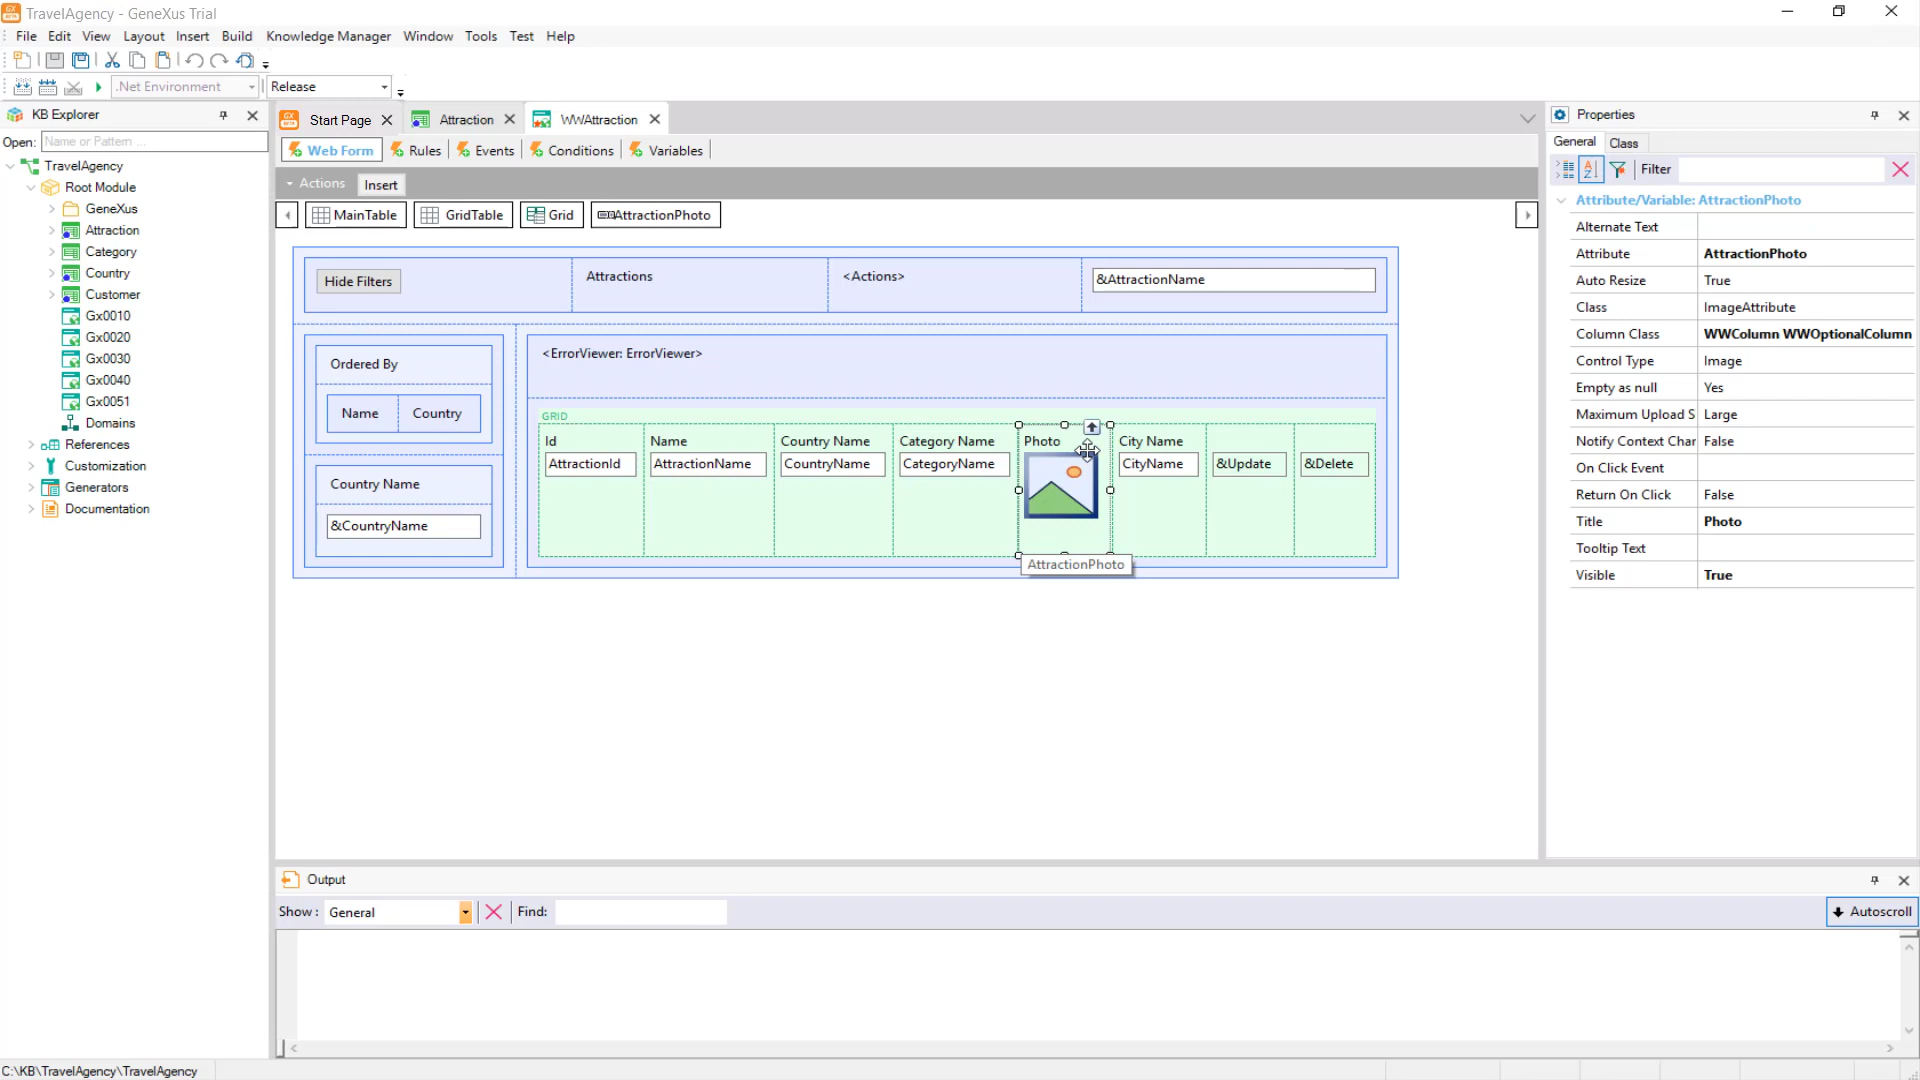 TravelAgency - GeneXus Trial
File Edit View Layout Insert Build Knowledge Manager Window Tools Test Help
.Net Environment Release
KB Explorer
Open: Name or Pattern ...
TravelAgency
Root Module
GeneXus
Attraction
Category
Country
Customer
Gx0010
Gx0020
Gx0030
Gx0040
Gx0051
Domains
References
Customization
Generators
Documentation
Start Page Attraction WWAttraction
Web Form Rules Events Conditions Variables
Actions Insert
MainTable GridTable Grid AttractionPhoto
Hide Filters Attractions <Actions> &AttractionName
Ordered By
Name Country
Country Name
&CountryName
<ErrorViewer: ErrorViewer>
GRID
Id Name Country Name Category Name Photo City Name
AttractionId AttractionName CountryName CategoryName CityName &Update &Delete
AttractionPhoto
Properties
General Class
Filter
Attribute/Variable: AttractionPhoto
Alternate Text
Attribute AttractionPhoto
Auto Resize True
Class ImageAttribute
Column Class WWColumn WWOptionalColumn
Control Type Image
Empty as null Yes
Maximum Upload S Large
Notify Context Char False
On Click Event
Return On Click False
Title Photo
Tooltip Text
Visible True
Output
Show : General Find: Autoscroll
C:\KB\TravelAgency\TravelAgency